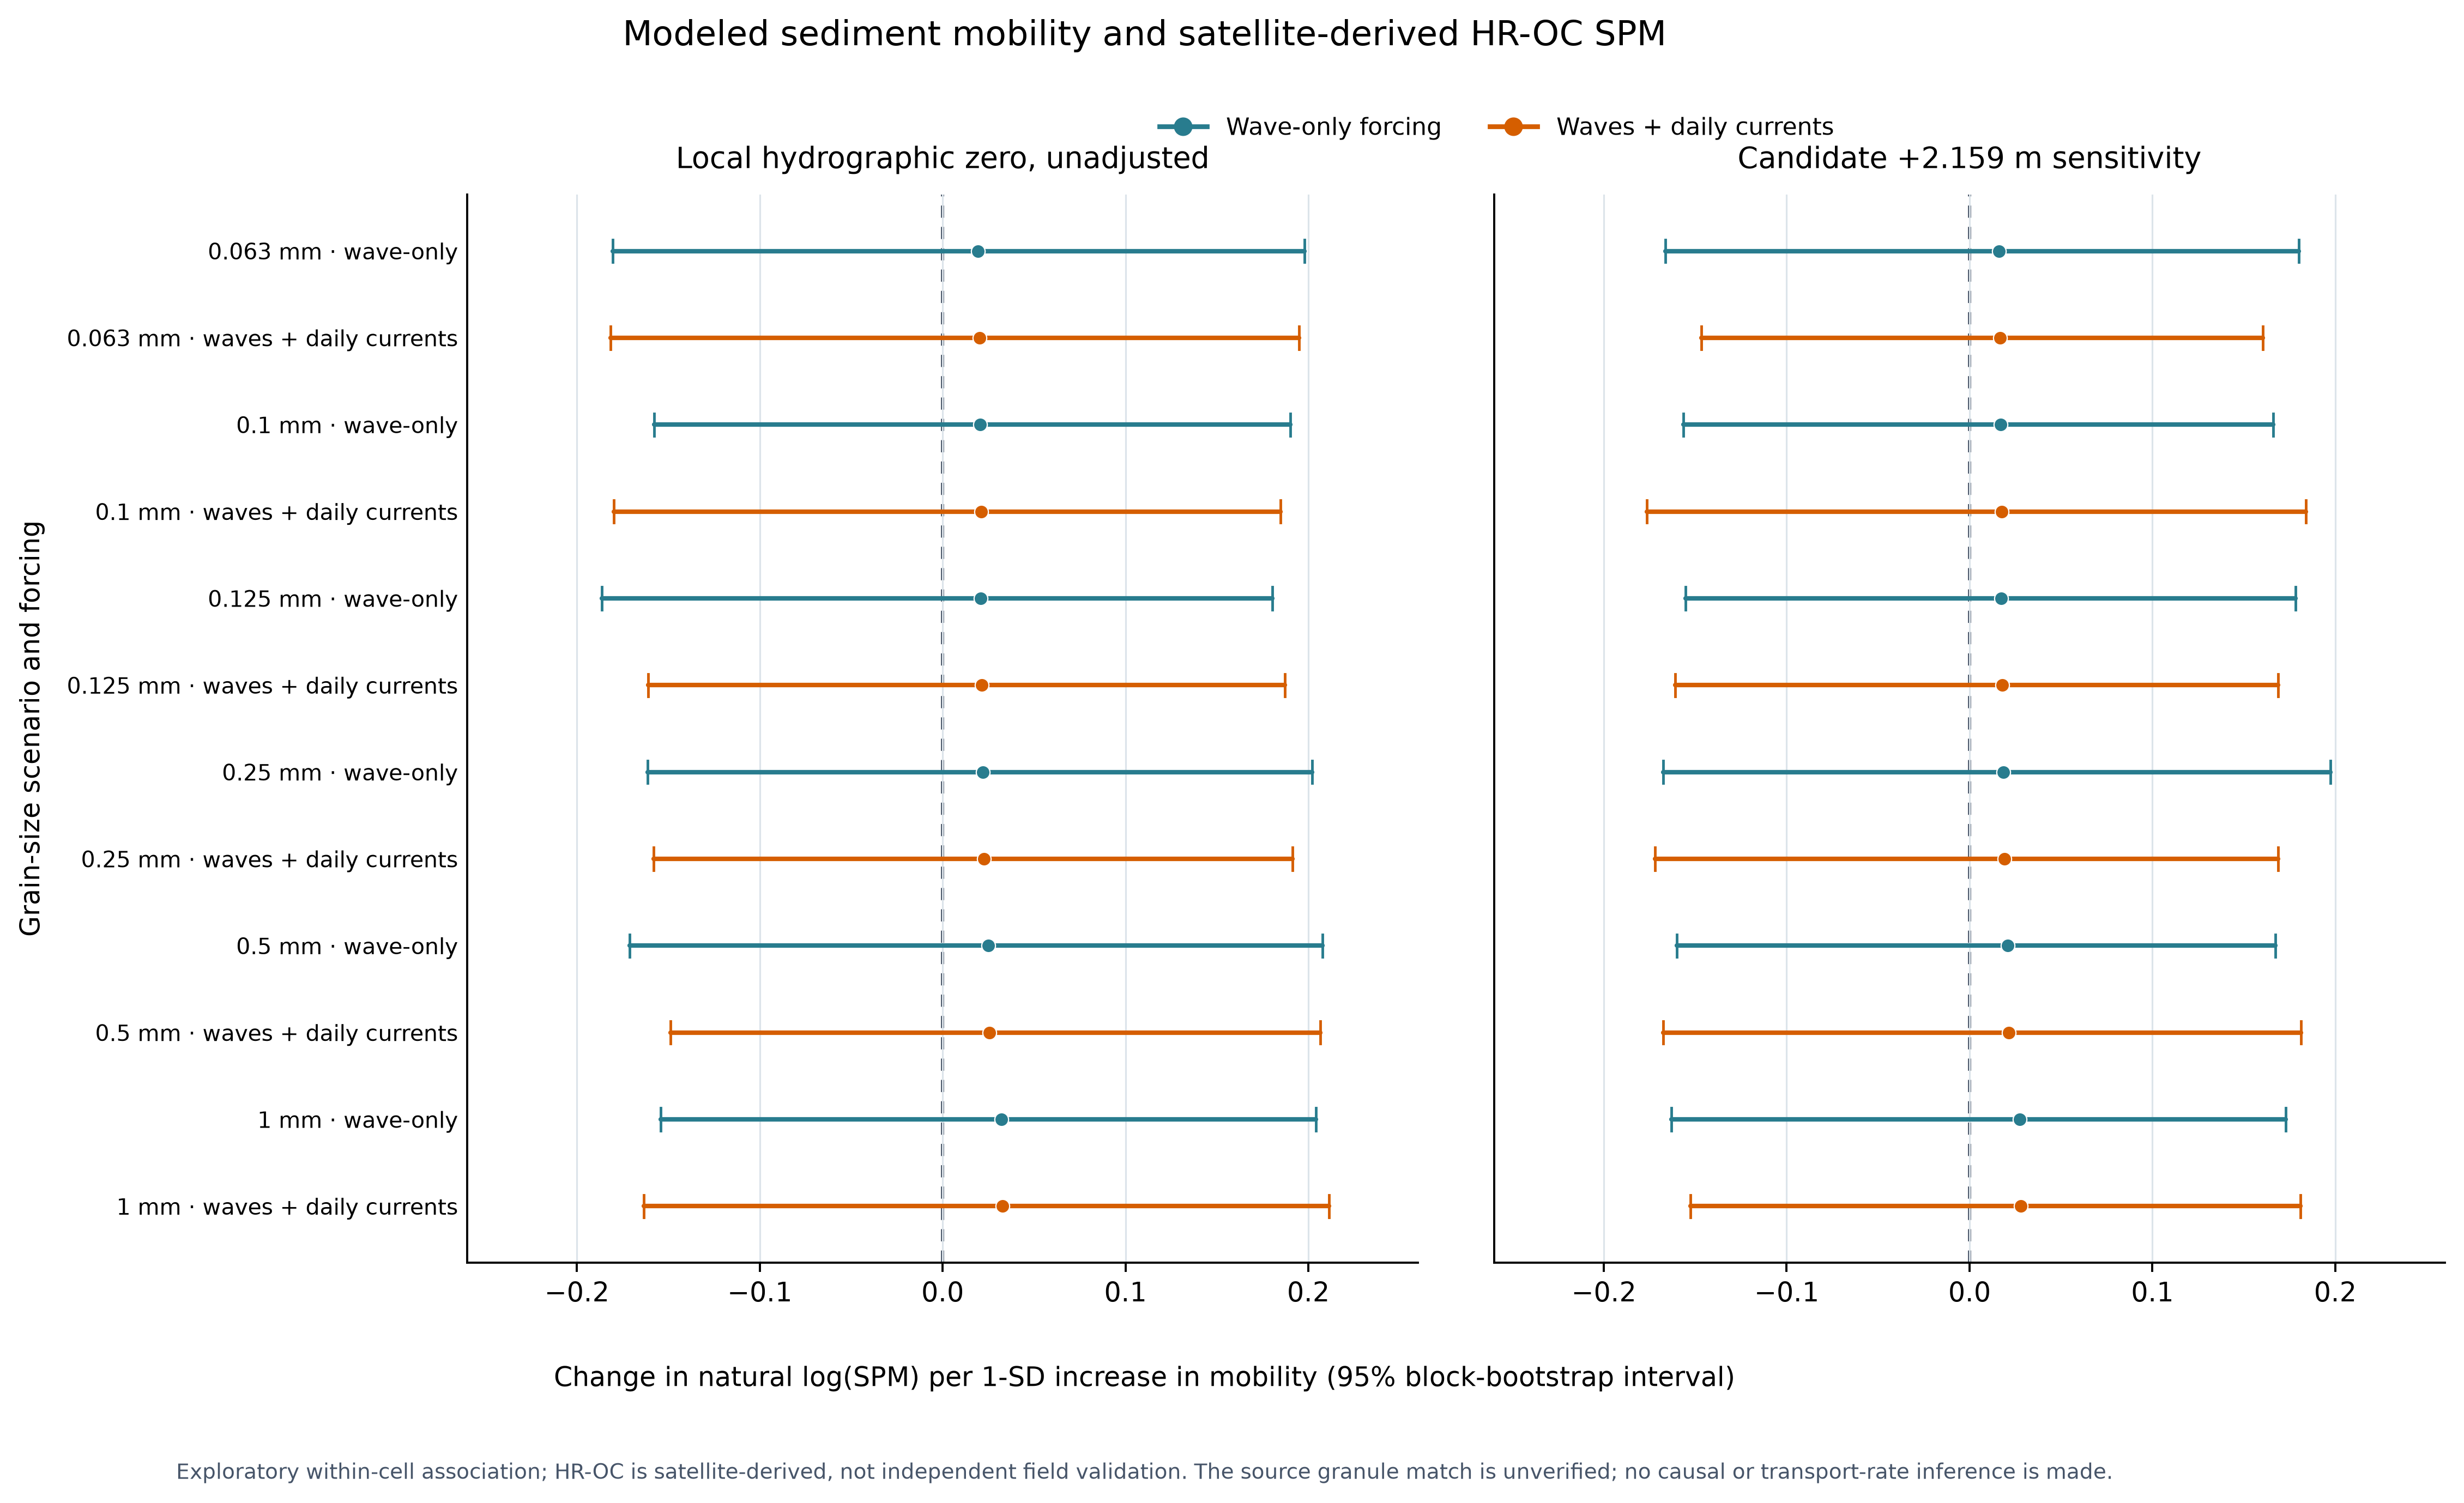 Modeled sediment mobility and satellite-derived HR-OC SPM
Wave-only forcing
Waves + daily currents
Local hydrographic zero, unadjusted
Candidate +2.159 m sensitivity
Grain-size scenario and forcing
0.063 mm · wave-only
0.063 mm · waves + daily currents
0.1 mm · wave-only
0.1 mm · waves + daily currents
0.125 mm · wave-only
0.125 mm · waves + daily currents
0.25 mm · wave-only
0.25 mm · waves + daily currents
0.5 mm · wave-only
0.5 mm · waves + daily currents
1 mm · wave-only
1 mm · waves + daily currents
−0.2 −0.1 0.0 0.1 0.2
−0.2 −0.1 0.0 0.1 0.2
Change in natural log(SPM) per 1-SD increase in mobility (95% block-bootstrap interval)
Exploratory within-cell association; HR-OC is satellite-derived, not independent field validation. The source granule match is unverified; no causal or transport-rate inference is made.